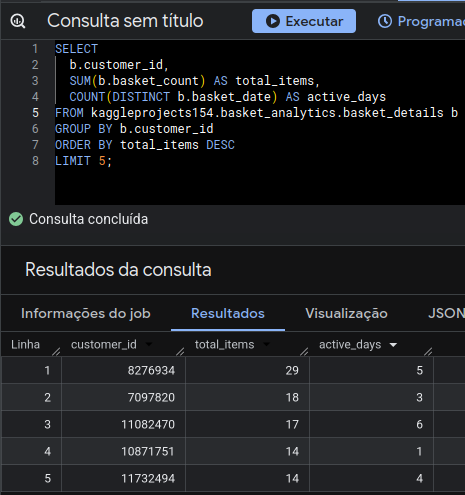 Consulta sem título Executar Programa
1 SELECT
2 b.customer_id,
3 SUM(b.basket_count) AS total_items,
4 COUNT(DISTINCT b.basket_date) AS active_days
5 FROM kaggleprojects154.basket_analytics.basket_details b
6 GROUP BY b.customer_id
7 ORDER BY total_items DESC
8 LIMIT 5;
Consulta concluída
Resultados da consulta
Informações do job Resultados Visualização JSON
Linha customer_id total_items active_days
1 8276934 29 5
2 7097820 18 3
3 11082470 17 6
4 10871751 14 1
5 11732494 14 4